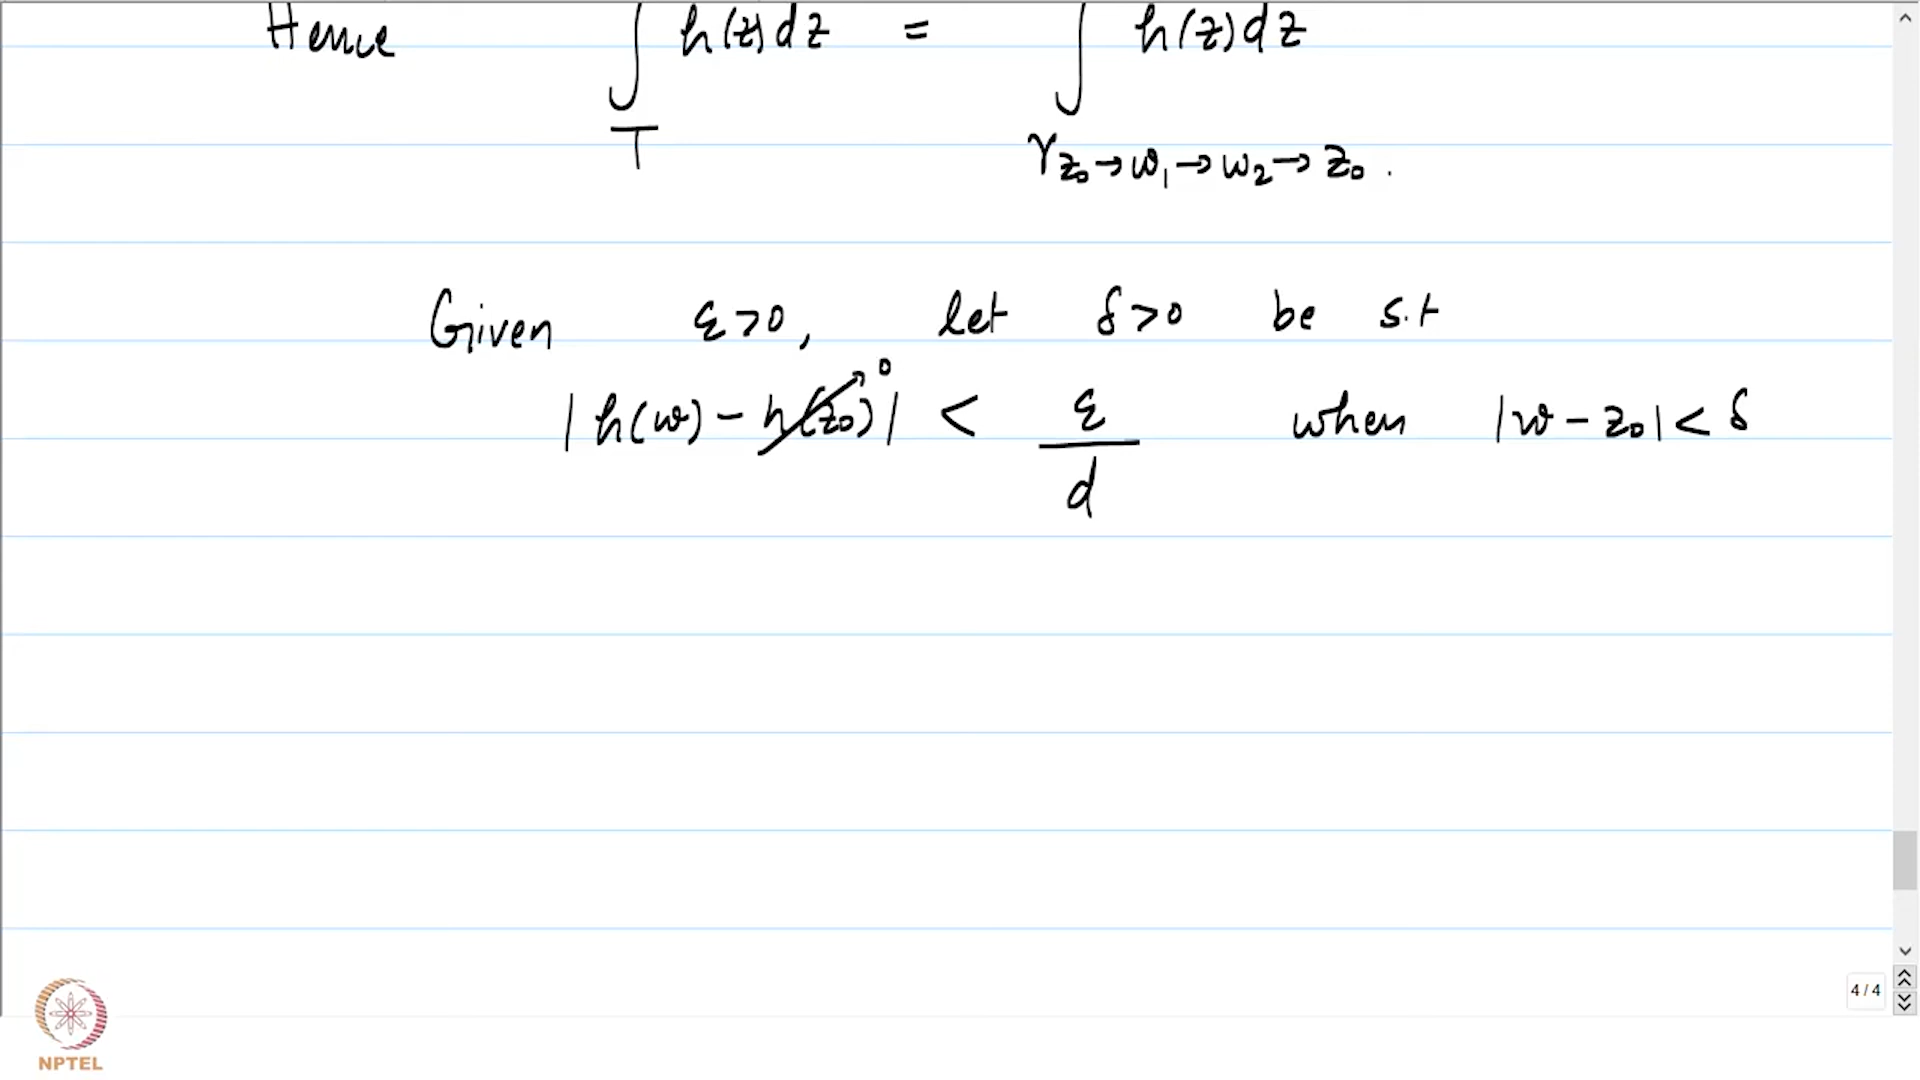 Hence ∫_T h(z)dz = ∫_{γ_{z₀→w₁→w₂→z₀}} h(z)dz .
Given ε>0, let δ>0 be s.t
|h(w) – h(z₀)⁰| < ε/d when |w – z₀| < δ
4 / 4
NPTEL